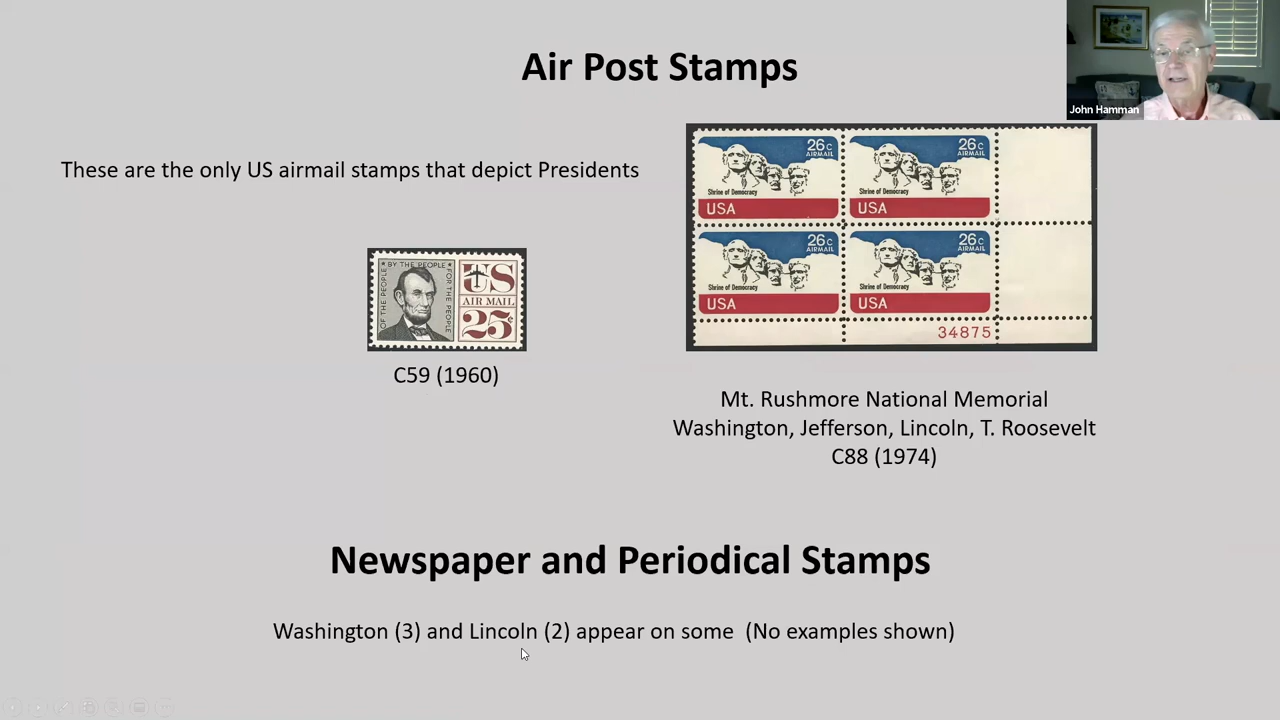 Air Post Stamps
John Hamman
These are the only US airmail stamps that depict Presidents
26c
AIRMAIL
Shrine of Democracy
USA
26c
AIRMAIL
Shrine of Democracy
USA
26c
AIRMAIL
Shrine of Democracy
USA
26c
AIRMAIL
Shrine of Democracy
USA
34875
OF THE PEOPLE ★ BY THE PEOPLE ★ FOR THE PEOPLE
US
AIR MAIL
25c
C59 (1960)
Mt. Rushmore National Memorial
Washington, Jefferson, Lincoln, T. Roosevelt
C88 (1974)
Newspaper and Periodical Stamps
Washington (3) and Lincoln (2) appear on some (No examples shown)